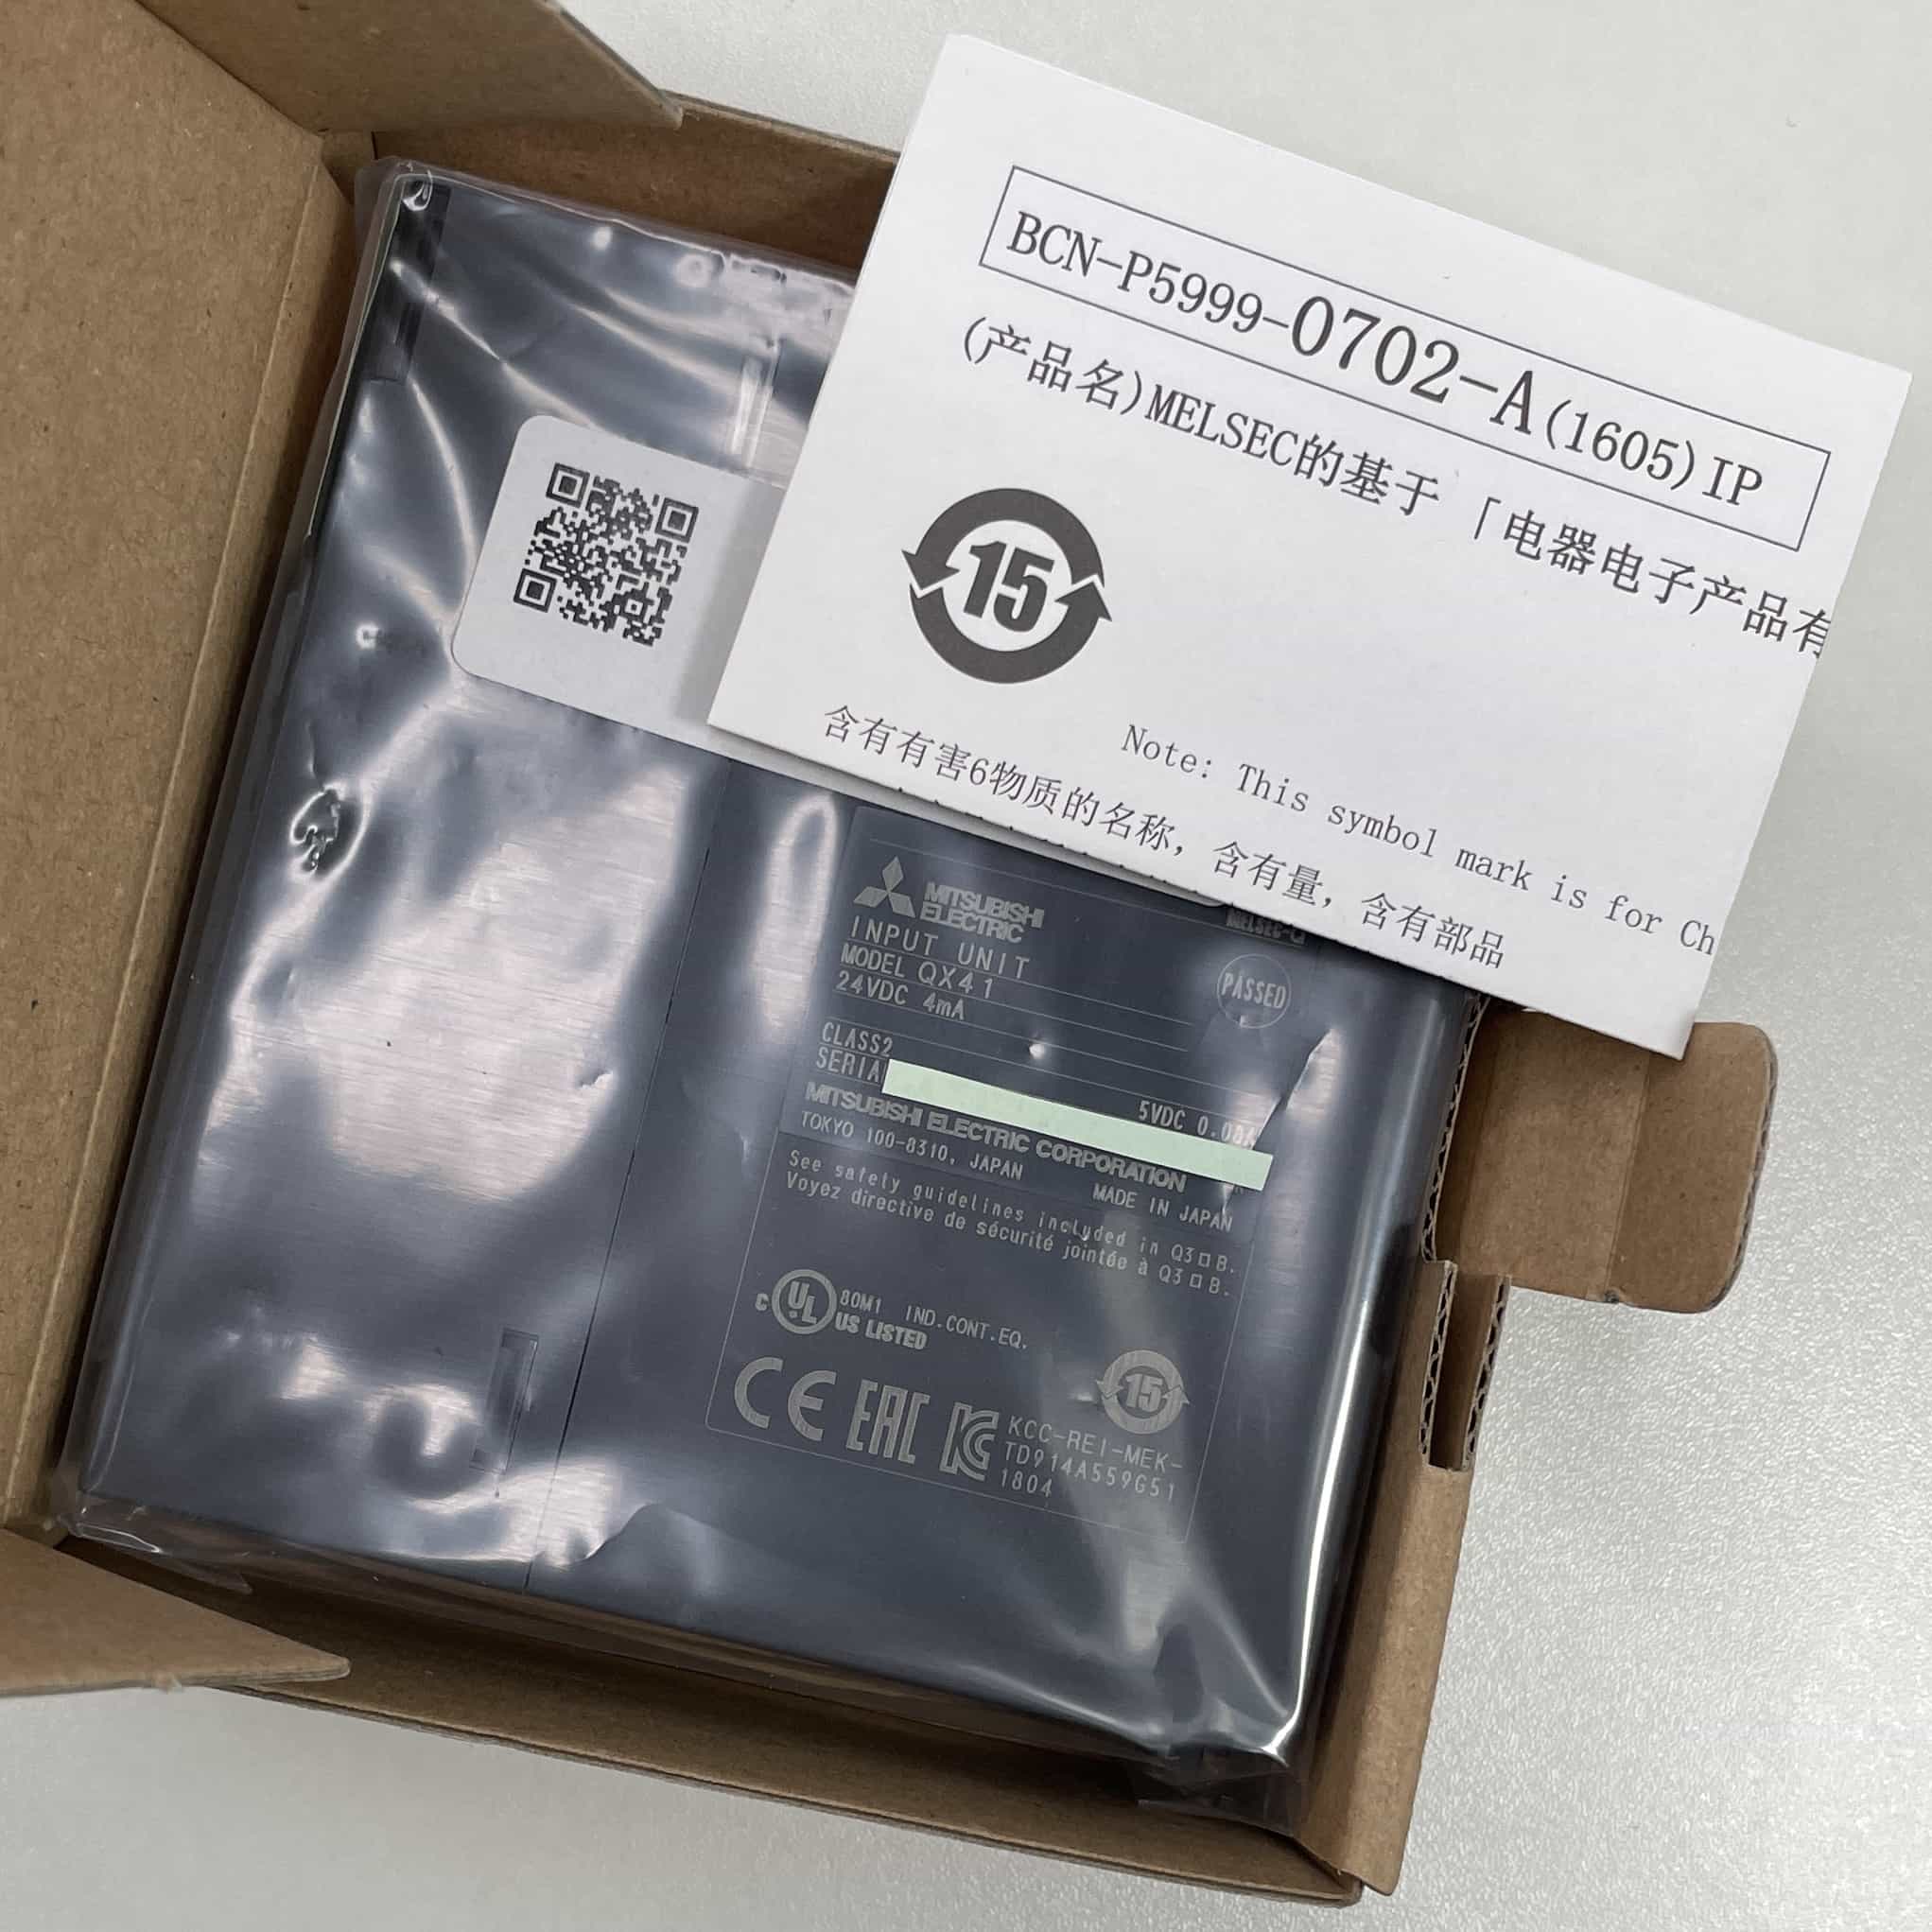 BCN-P5999-0702-A(1605)IP
(产品名)MELSEC的基于「电器电子产品有
15
Note: This symbol mark is for Ch
含有有害6物质的名称，含有量，含有部品
MITSUBISHI
ELECTRIC
MELSEC-Q
INPUT UNIT
MODEL QX41
PASSED
24VDC 4mA
CLASS2
5VDC 0.08A
SERIA
MITSUBISHI ELECTRIC CORPORATION
TOKYO 100-8310, JAPAN MADE IN JAPAN
See safety guidelines included in Q3□B.
Voyez directive de sécurité jointée à Q3□B.
C UL 80M1 IND.CONT.EQ.
US LISTED
15
CE EAC KC KCC-REI-MEK-
TD914A559G51
1804